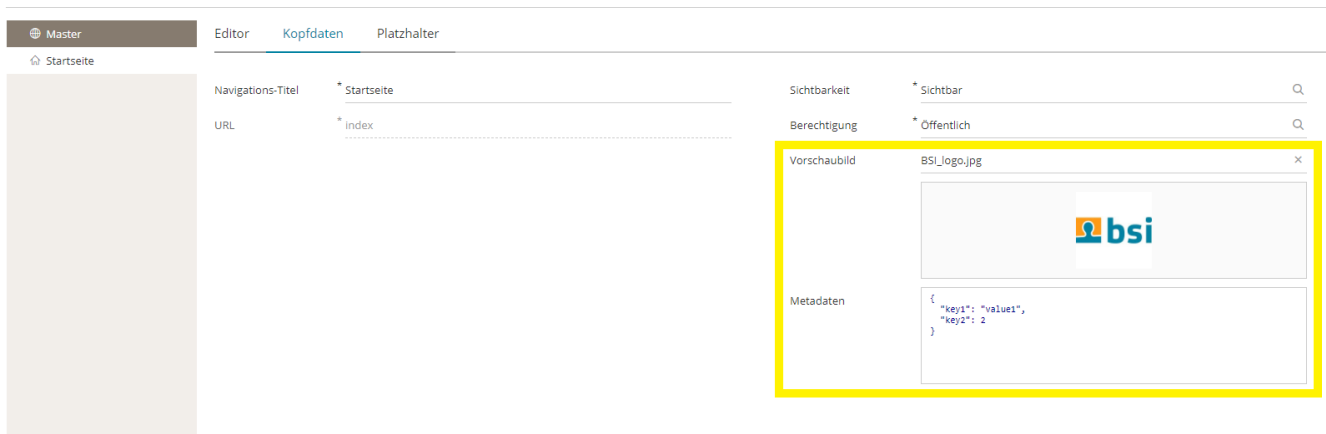 Master
Startseite
Editor Kopfdaten Platzhalter
Navigations-Titel * Startseite
URL * index
Sichtbarkeit * Sichtbar
Berechtigung * Öffentlich
Vorschaubild BSI_logo.jpg ×
bsi
Metadaten
{
"key1": "value1",
"key2": 2
}